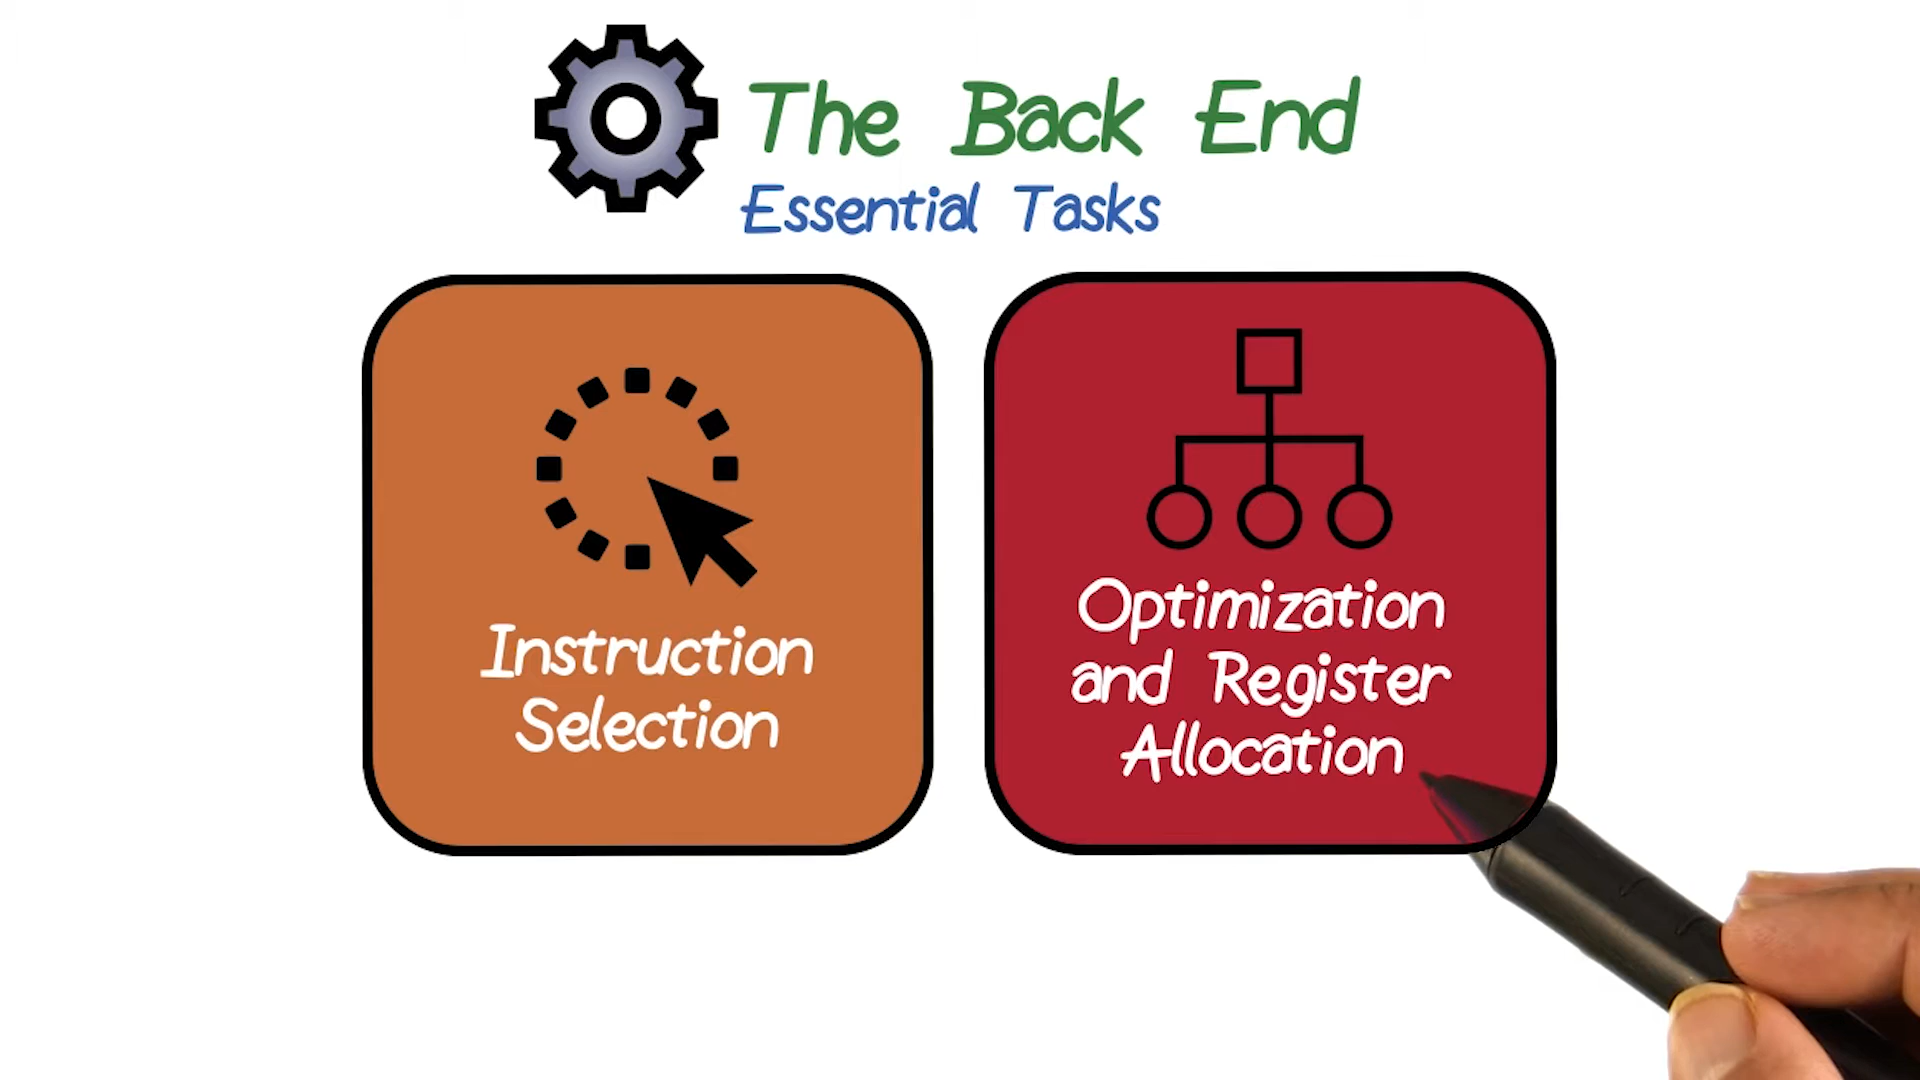 The Back End
Essential Tasks
Instruction
Selection
Optimization
and Register
Allocation